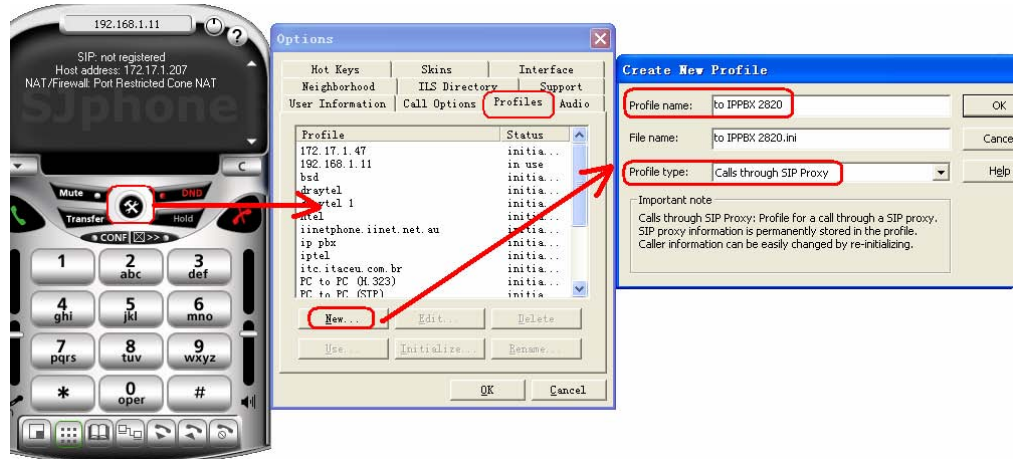 192.168.1.11
?
SIP: not registered
Host address: 172.17.1.207
NAT/Firewall: Port Restricted Cone NAT
SJphone
C
Mute
DND
Transfer
Hold
CONF >>
1
2 abc
3 def
4 ghi
5 jkl
6 mno
7 pqrs
8 tuv
9 wxyz
*
0 oper
#
Options
Hot Keys Skins Interface
Neighborhood ILS Directory Support
User Information Call Options Profiles Audio
Profile Status
172.17.1.47 initia...
192.168.1.11 in use
bsd initia...
draytel initia...
tel 1 initia...
tel initia...
iinetphone.iinet.net.au initia...
ip pbx initia...
iptel initia...
itc.itaceu.com.br initia...
PC to PC (H.323) initia...
PC to PC (SIP) initia...
New... Edit... Delete
Use... Initialize... Rename...
OK Cancel
Create New Profile
Profile name: to IPPBX 2820 OK
File name: to IPPBX 2820.ini Cance
Profile type: Calls through SIP Proxy Help
Important note
Calls through SIP Proxy: Profile for a call through a SIP proxy.
SIP proxy information is permanently stored in the profile.
Caller information can be easily changed by re-initializing.